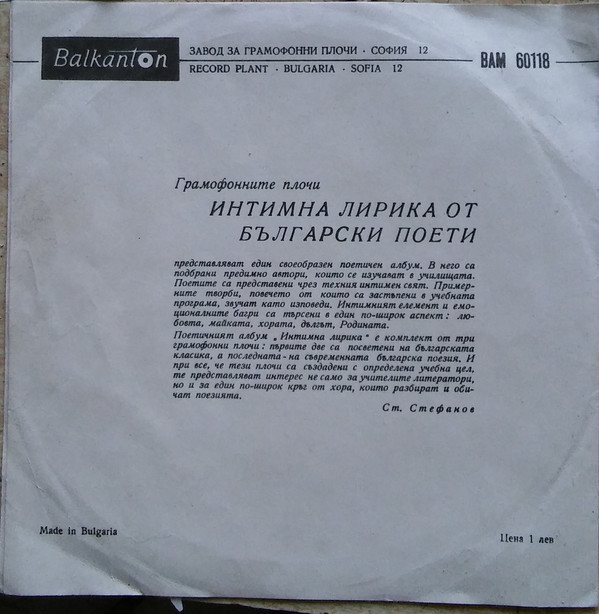 Balkanton
ЗАВОД ЗА ГРАМОФОННИ ПЛОЧИ · СОФИЯ 12
RECORD PLANT · BULGARIA · SOFIA 12
ВАМ 60118
Грамофонните плочи
ИНТИМНА ЛИРИКА ОТ
БЪЛГАРСКИ ПОЕТИ
представляват един своеобразен поетичен албум. В него са
подбрани предимно автори, които се изучават в училищата.
Поетите са представени чрез техния интимен свят. Пример-
ните творби, повечето от които са застъпени в учебната
програма, звучат като изповеди, Интимният елемент и емо-
ционалните багри са търсени в един по-широк аспект: лю-
бовта, майката, хората, дългът, Родината.
Поетичният албум „Интимна лирика" е комплект от три
грамофонни плочи: първите две са посветени на българската
класика, а последната - на съвременната българска поезия. И
при все, че тези плочи са създадени с определена учебна цел,
те представляват интерес не само за учителите литератори,
но и за един по-широк кръг от хора, които разбират и оби-
чат поезията.
Ст. Стефанов
Made in Bulgaria
Цена 1 лев